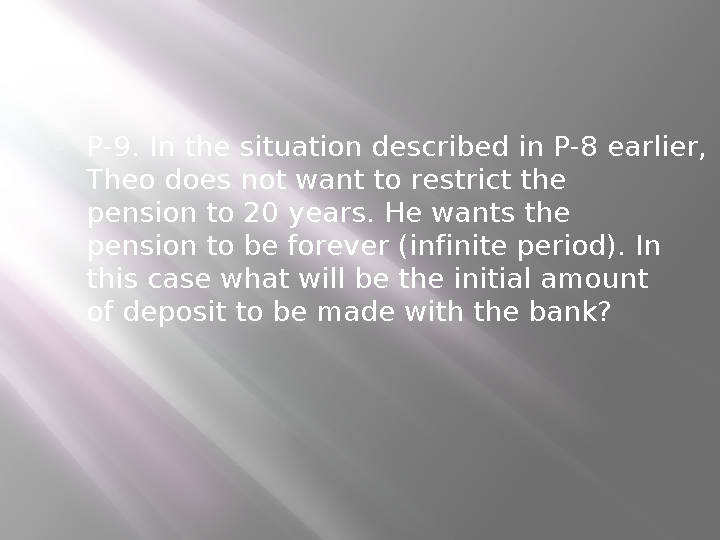 P-9. In the situation described in P-8 earlier,
Theo does not want to restrict the
pension to 20 years. He wants the
pension to be forever (infinite period). In
this case what will be the initial amount
of deposit to be made with the bank?